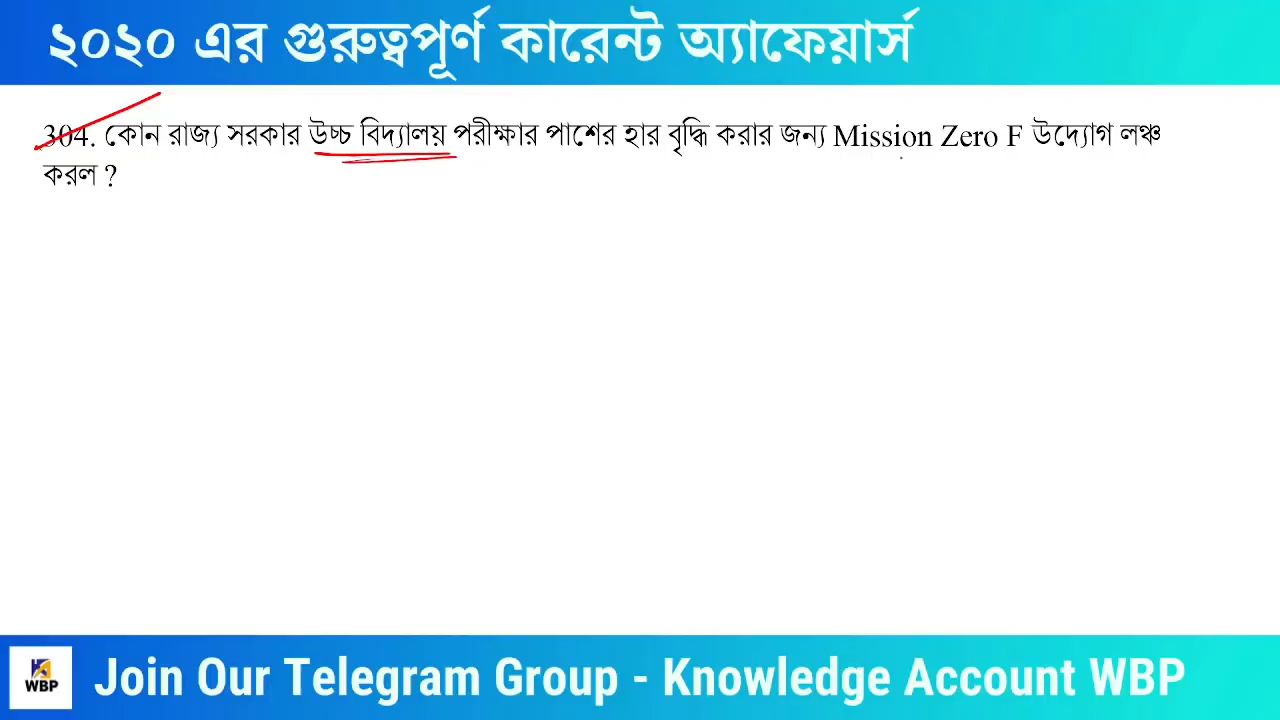 ২০২০ এর গুরুত্বপূর্ণ কারেন্ট অ্যাফেয়ার্স
304. কোন রাজ্য সরকার উচ্চ বিদ্যালয় পরীক্ষার পাশের হার বৃদ্ধি করার জন্য Mission Zero F উদ্যোগ লঞ্চ
করল ?
WBP
Join Our Telegram Group - Knowledge Account WBP